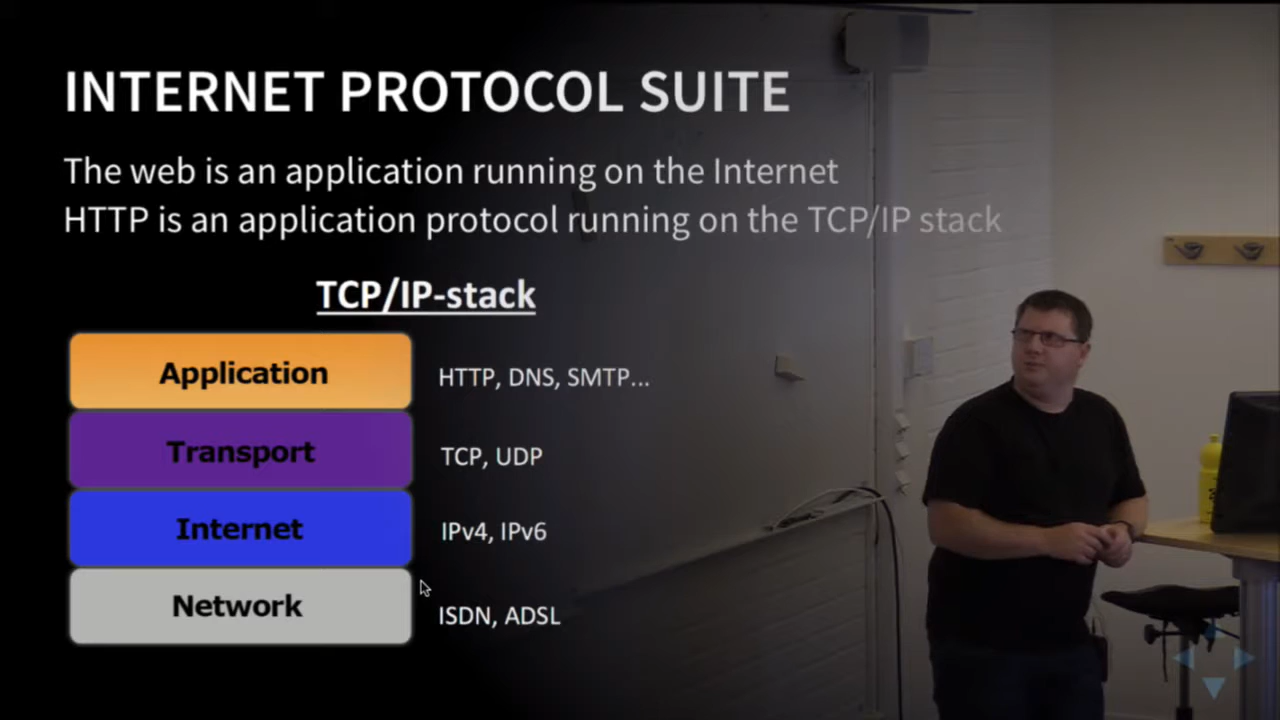 INTERNET PROTOCOL SUITE
The web is an application running on the Internet
HTTP is an application protocol running on the TCP/IP stack
TCP/IP-stack
Application
HTTP, DNS, SMTP...
Transport
TCP, UDP
Internet
IPv4, IPv6
Network
ISDN, ADSL